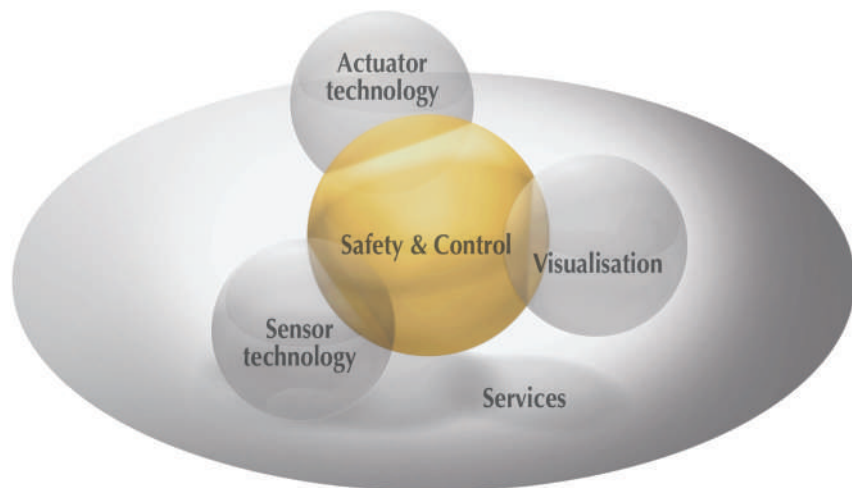 Actuator
technology
Safety & Control
Visualisation
Sensor
technology
Services